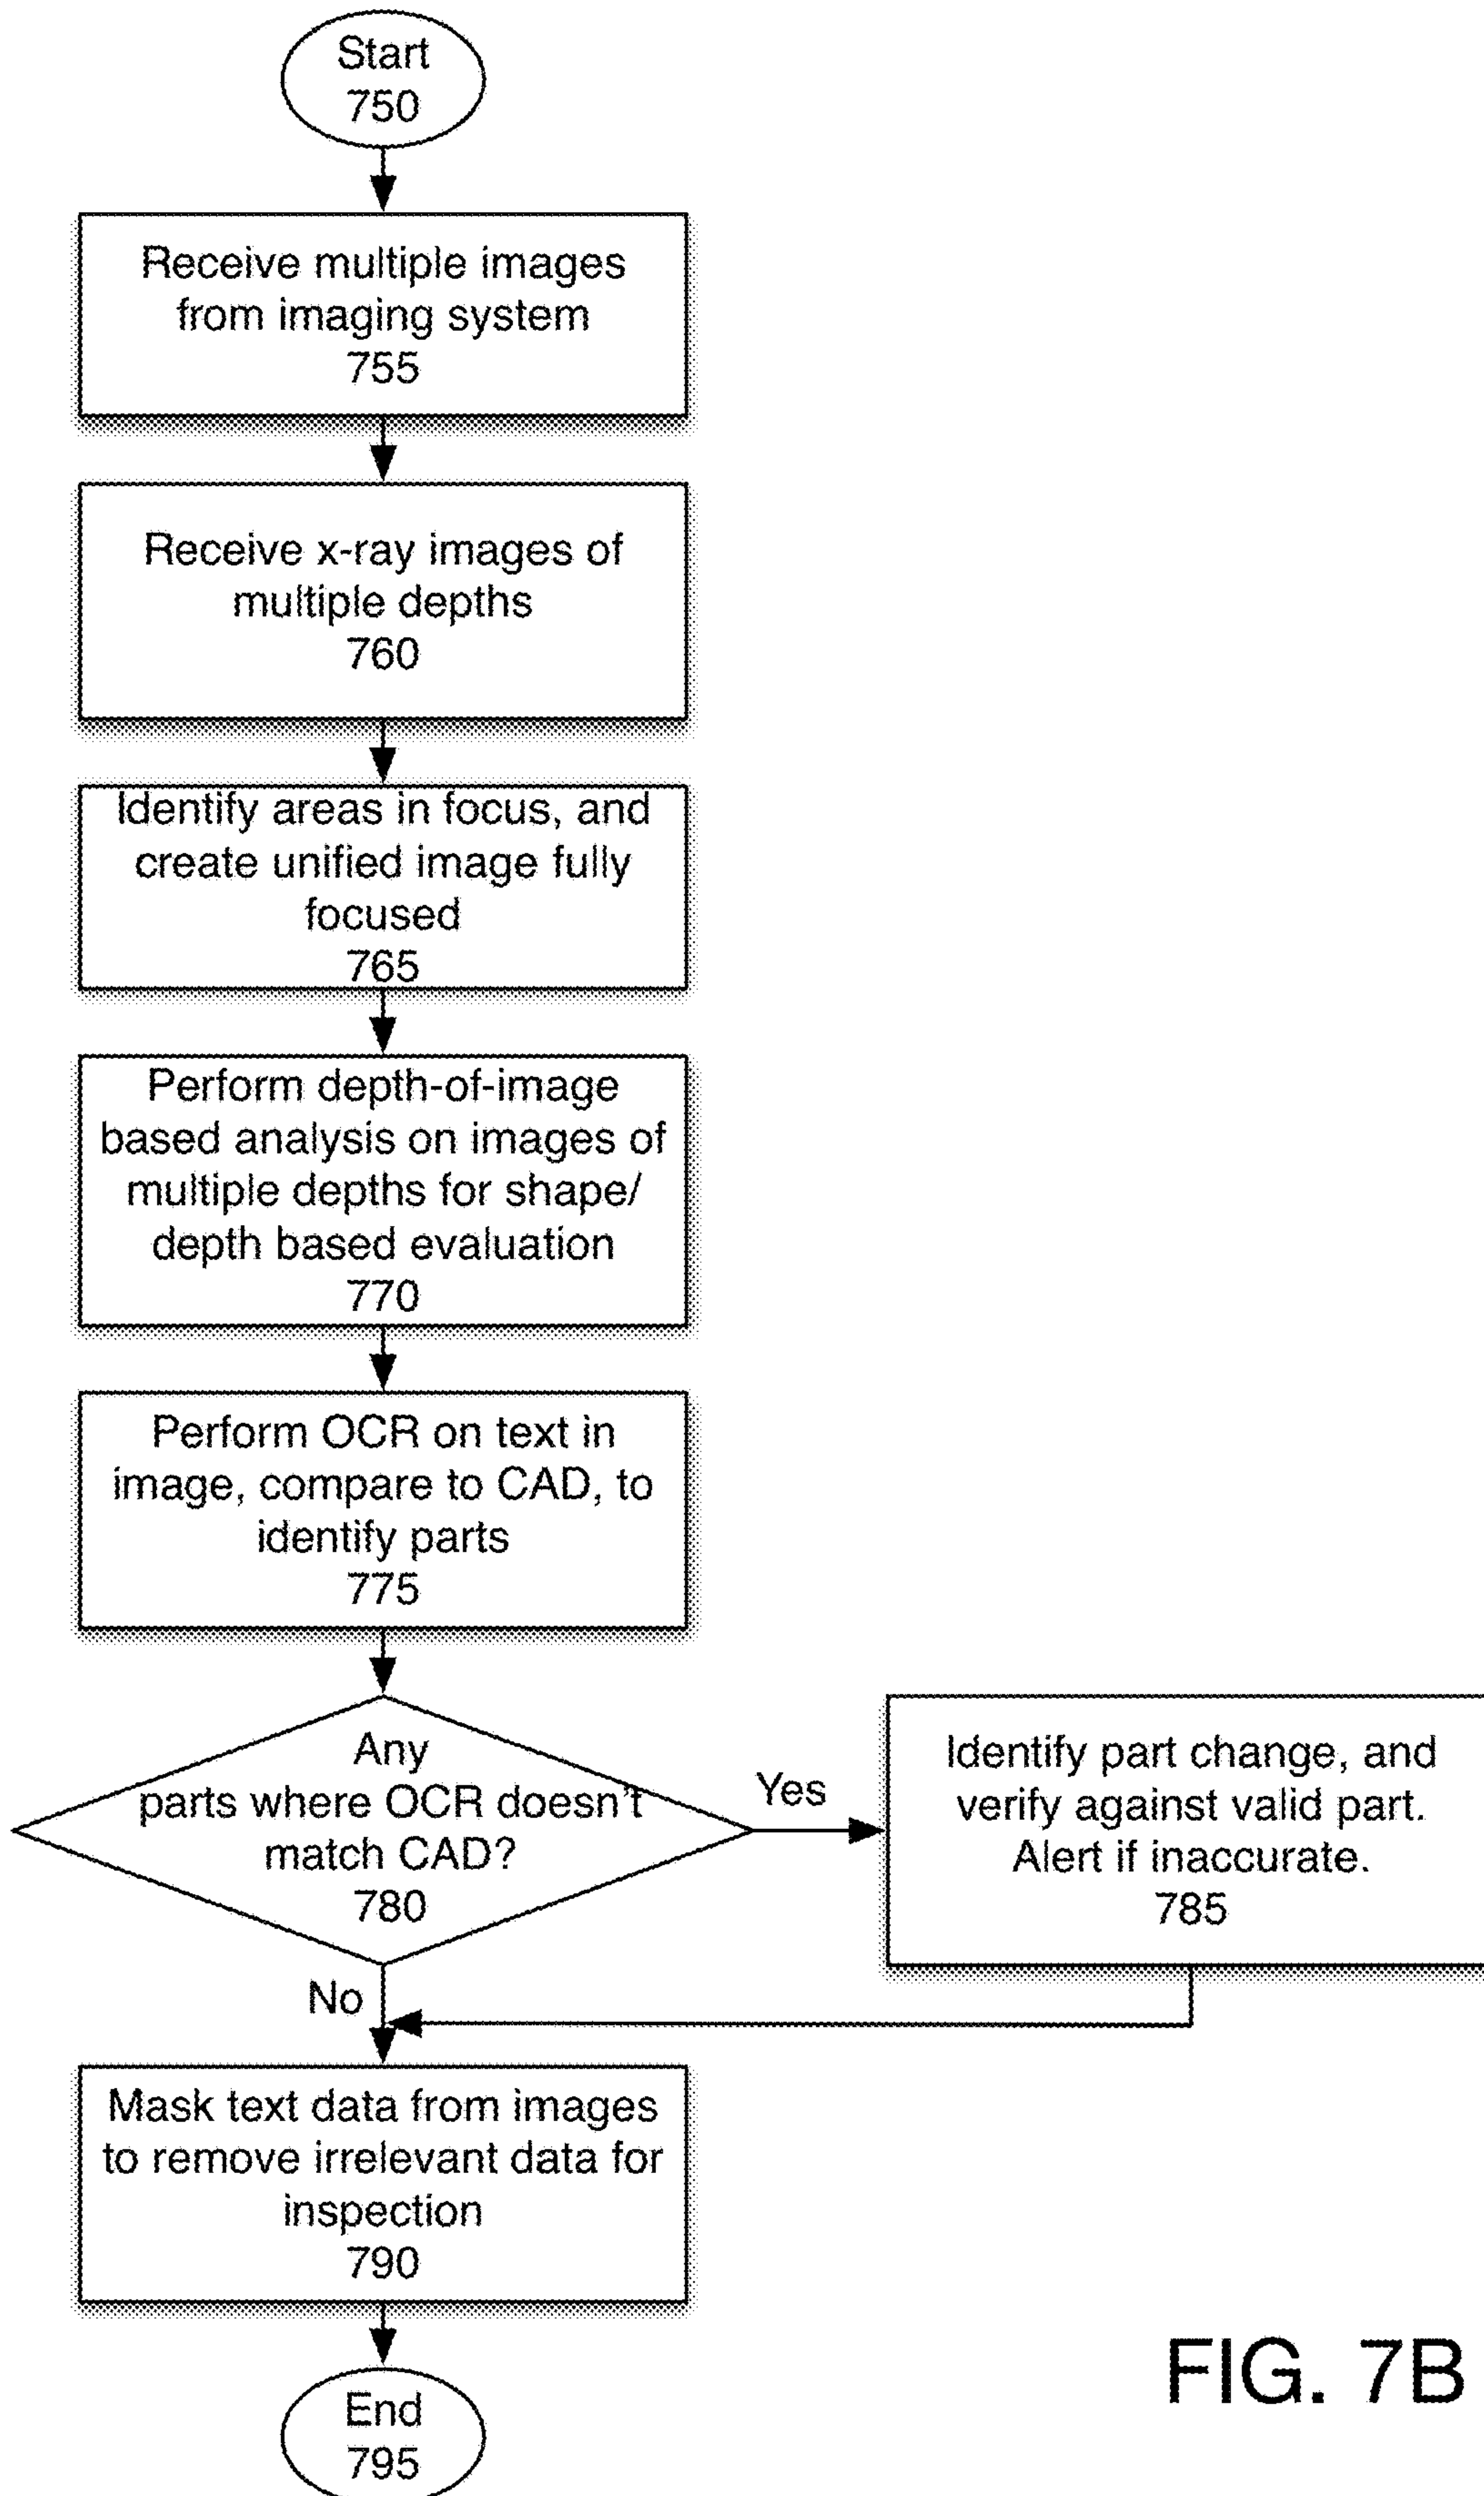 Start
750
Receive multiple images
from imaging system
755
Receive x-ray images of
multiple depths
760
Identify areas in focus, and
create unified image fully
focused
765
Perform depth-of-image
based analysis on images of
multiple depths for shape/
depth based evaluation
770
Perform OCR on text in
image, compare to CAD, to
identify parts
775
Any
parts where OCR doesn't
match CAD?
780
Yes
Identify part change, and
verify against valid part.
Alert if inaccurate.
785
No
Mask text data from images
to remove irrelevant data for
inspection
790
End
795
FIG. 7B